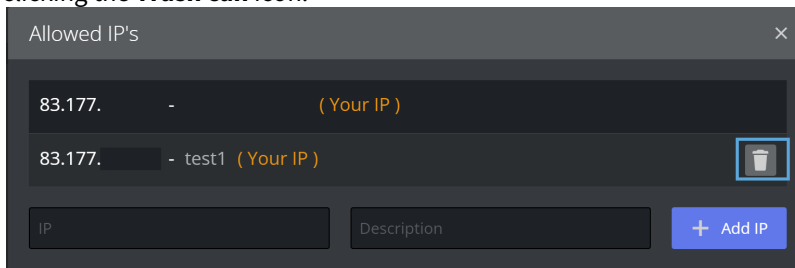 clicking the Trash can icon.
Allowed IP's ×
83.177. - ( Your IP )
83.177. - test1 ( Your IP )
IP Description + Add IP